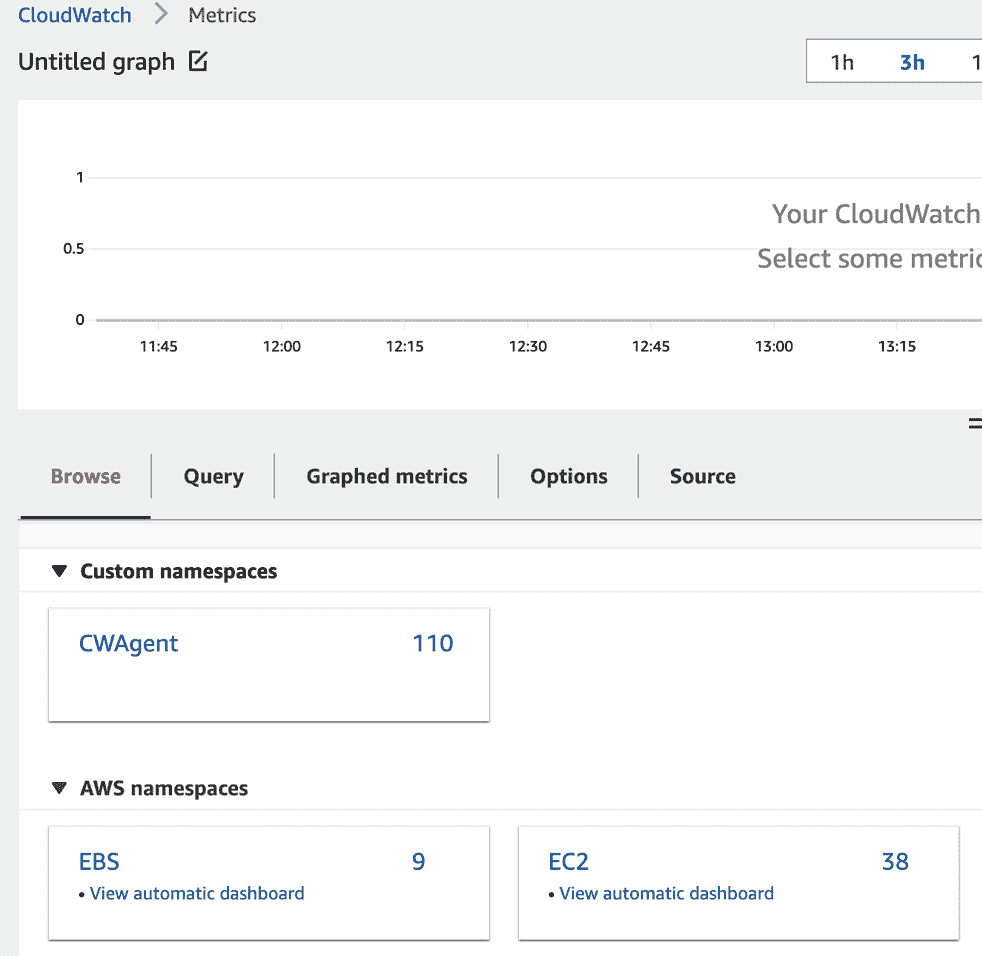 CloudWatch > Metrics
Untitled graph
1h 3h 1
1
Your CloudWatch
0.5
Select some metric
0
11:45 12:00 12:15 12:30 12:45 13:00 13:15
Browse Query Graphed metrics Options Source
▼ Custom namespaces
CWAgent 110
▼ AWS namespaces
EBS 9 EC2 38
• View automatic dashboard • View automatic dashboard